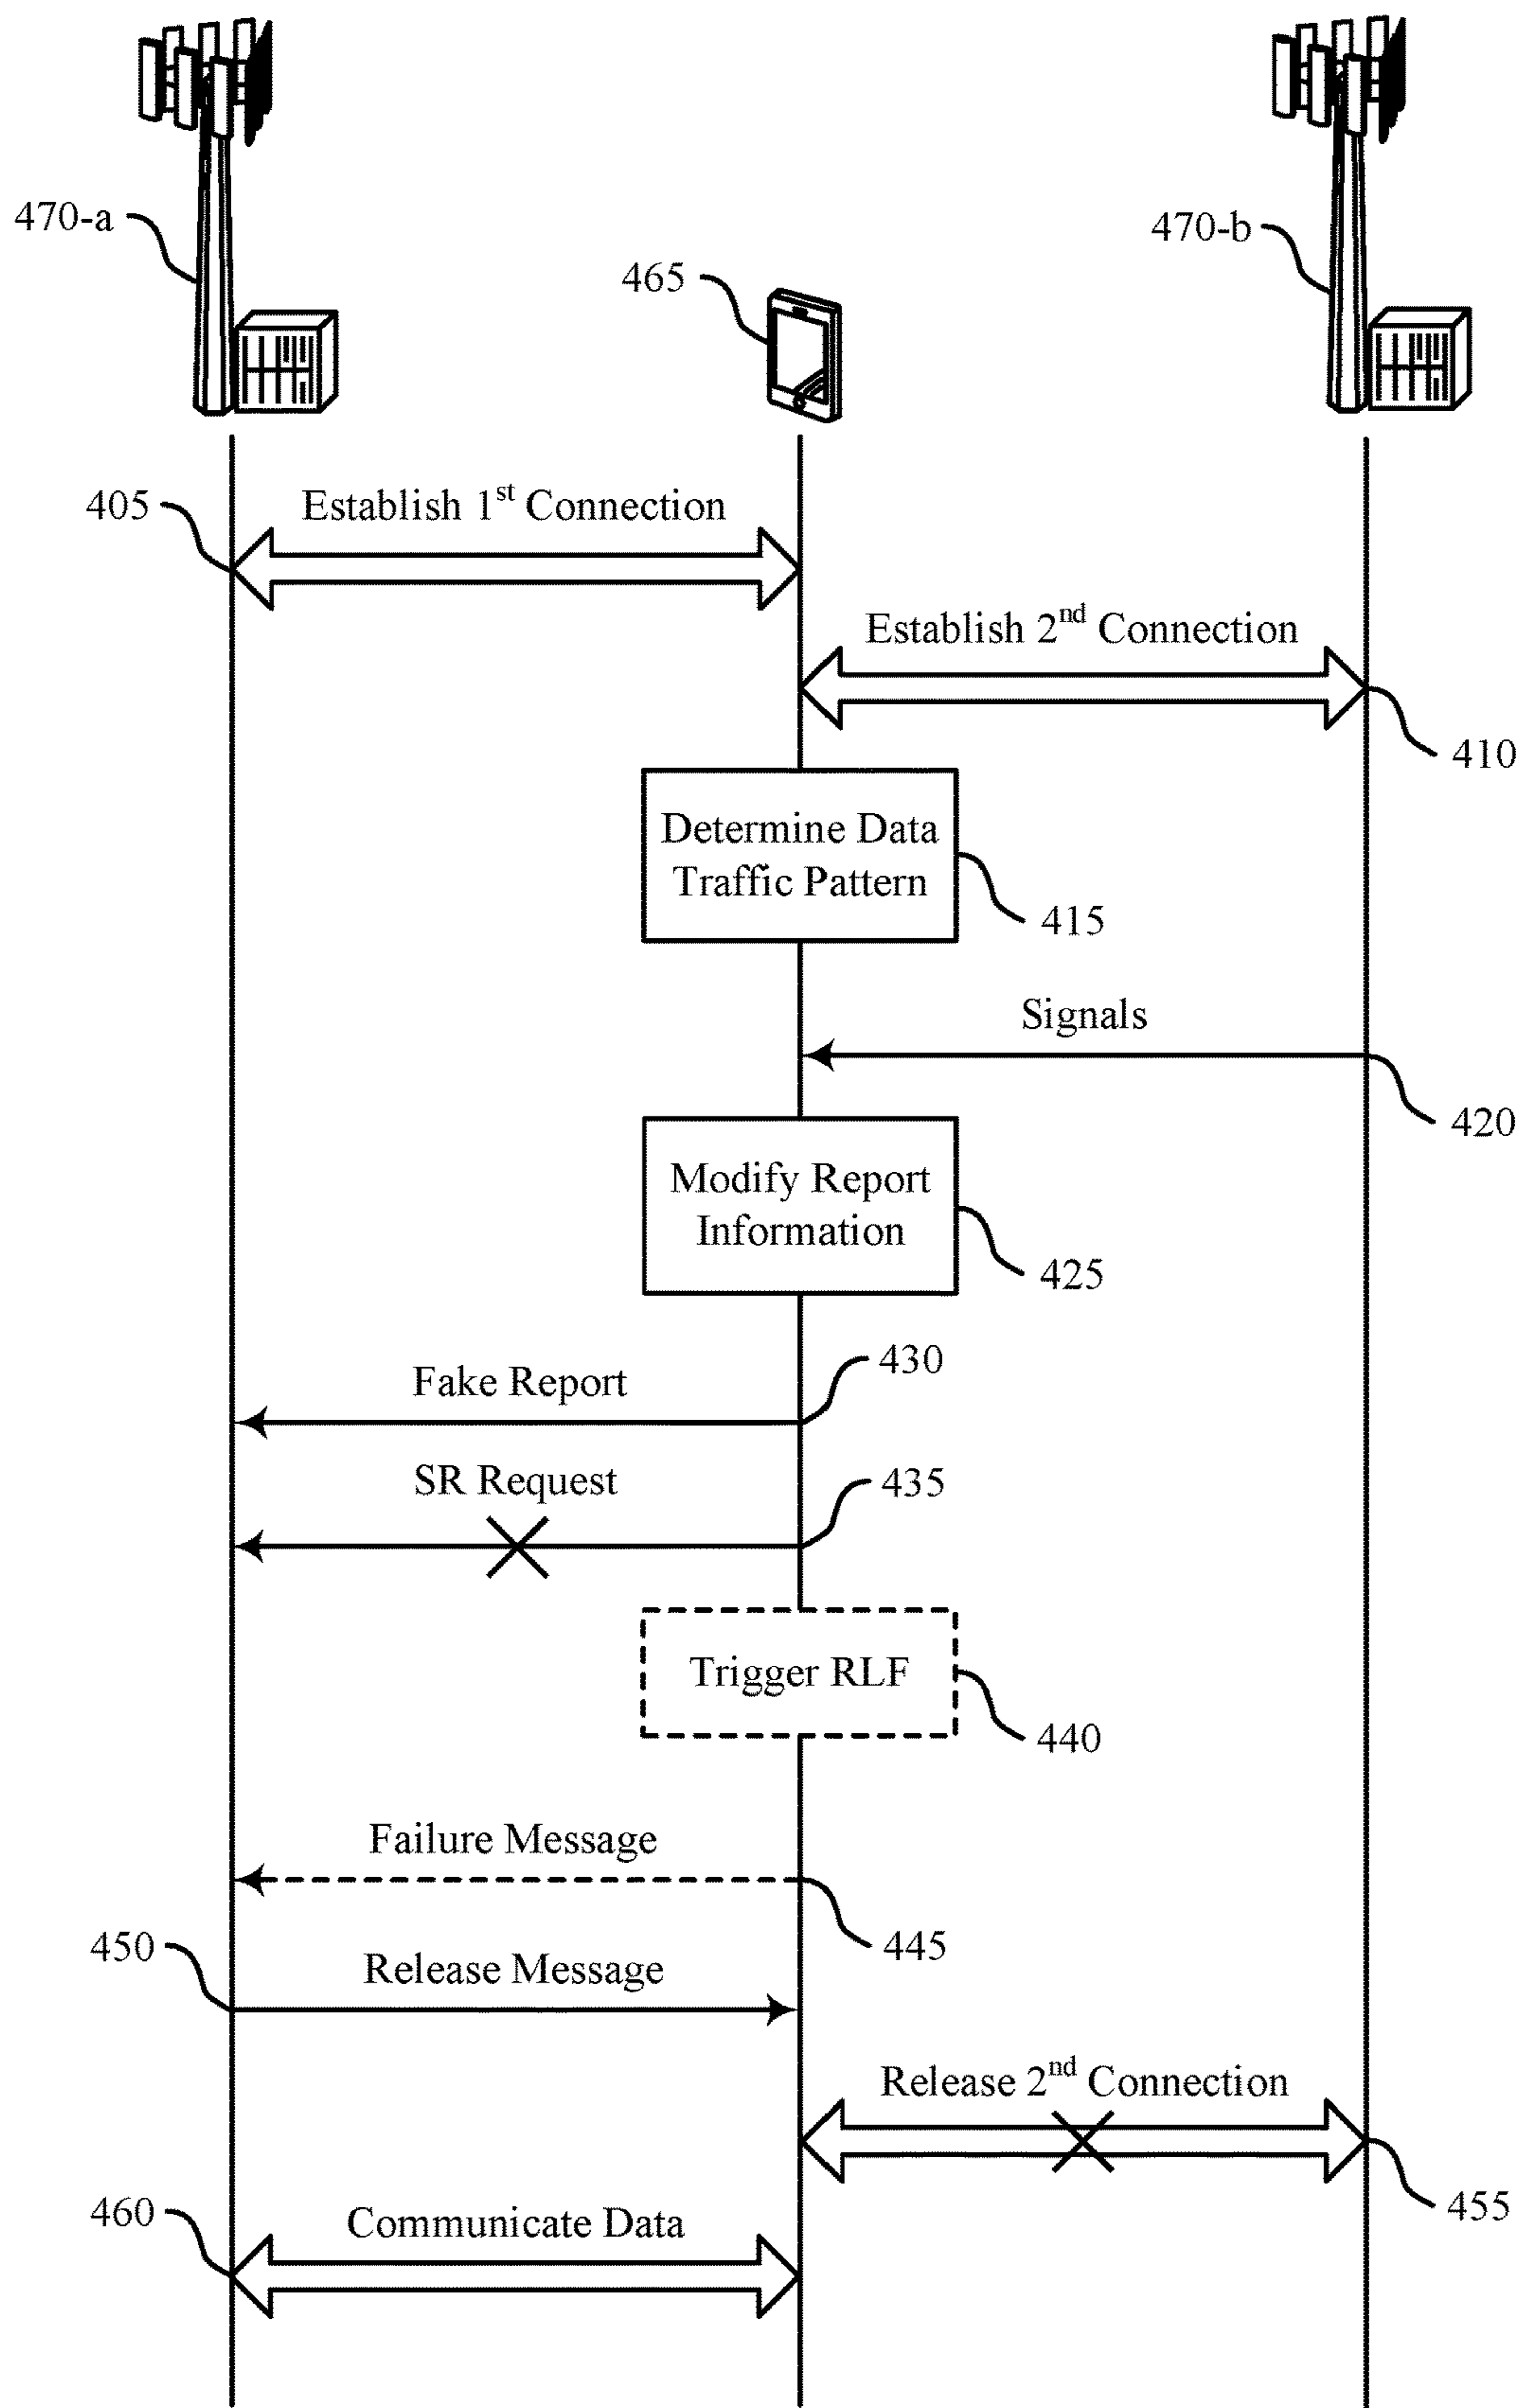 470-a
470-b
465
405
Establish 1st Connection
Establish 2nd Connection
410
Determine Data
Traffic Pattern
415
Signals
420
Modify Report
Information
425
430
Fake Report
SR Request
435
Trigger RLF
440
Failure Message
445
450
Release Message
Release 2nd Connection
455
460
Communicate Data